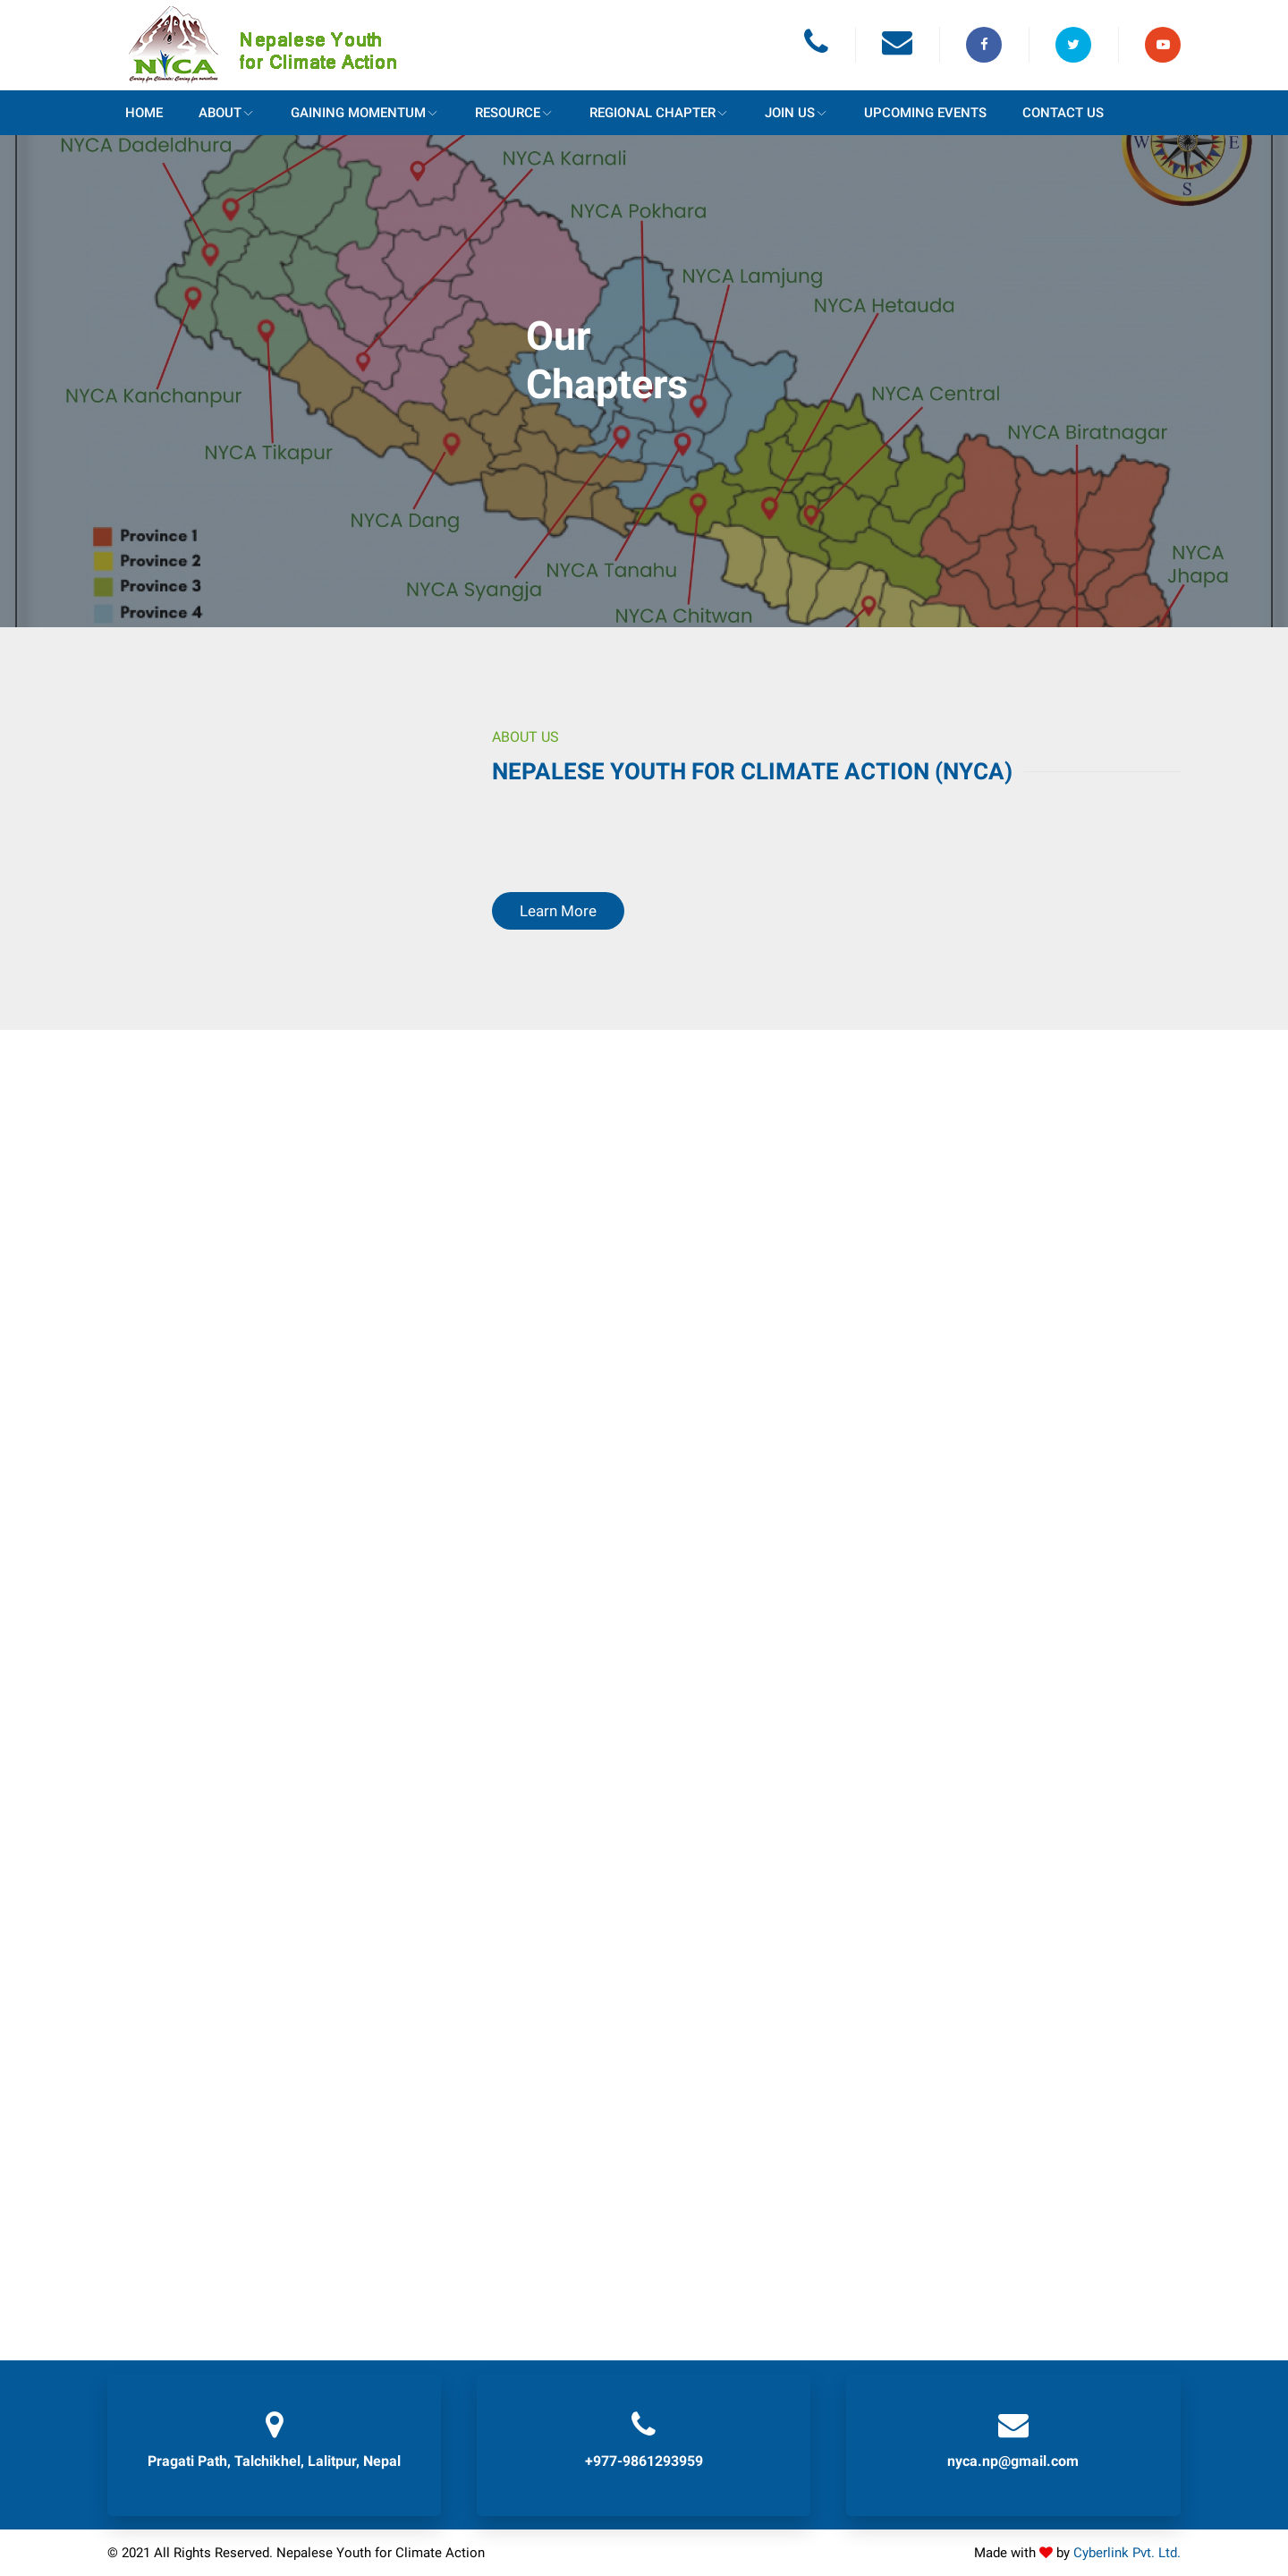 NYCA
Caring for Climate: Caring for ourselves
Nepalese Youth
for Climate Action
HOME ABOUT GAINING MOMENTUM RESOURCE REGIONAL CHAPTER JOIN US UPCOMING EVENTS CONTACT US
NYCA Dadeldhura
NYCA Karnali
W E
S
NYCA Pokhara
NYCA Lamjung
NYCA Hetauda
Our
Chapters
NYCA Kanchanpur
NYCA Central
NYCA Biratnagar
NYCA Tikapur
NYCA Dang
Province 1
Province 2
Province 3
Province 4
NYCA Syangja
NYCA Tanahu
NYCA Chitwan
NYCA
Jhapa
ABOUT US
NEPALESE YOUTH FOR CLIMATE ACTION (NYCA)
Learn More
Pragati Path, Talchikhel, Lalitpur, Nepal
+977-9861293959
nyca.np@gmail.com
© 2021 All Rights Reserved. Nepalese Youth for Climate Action
Made with by Cyberlink Pvt. Ltd.